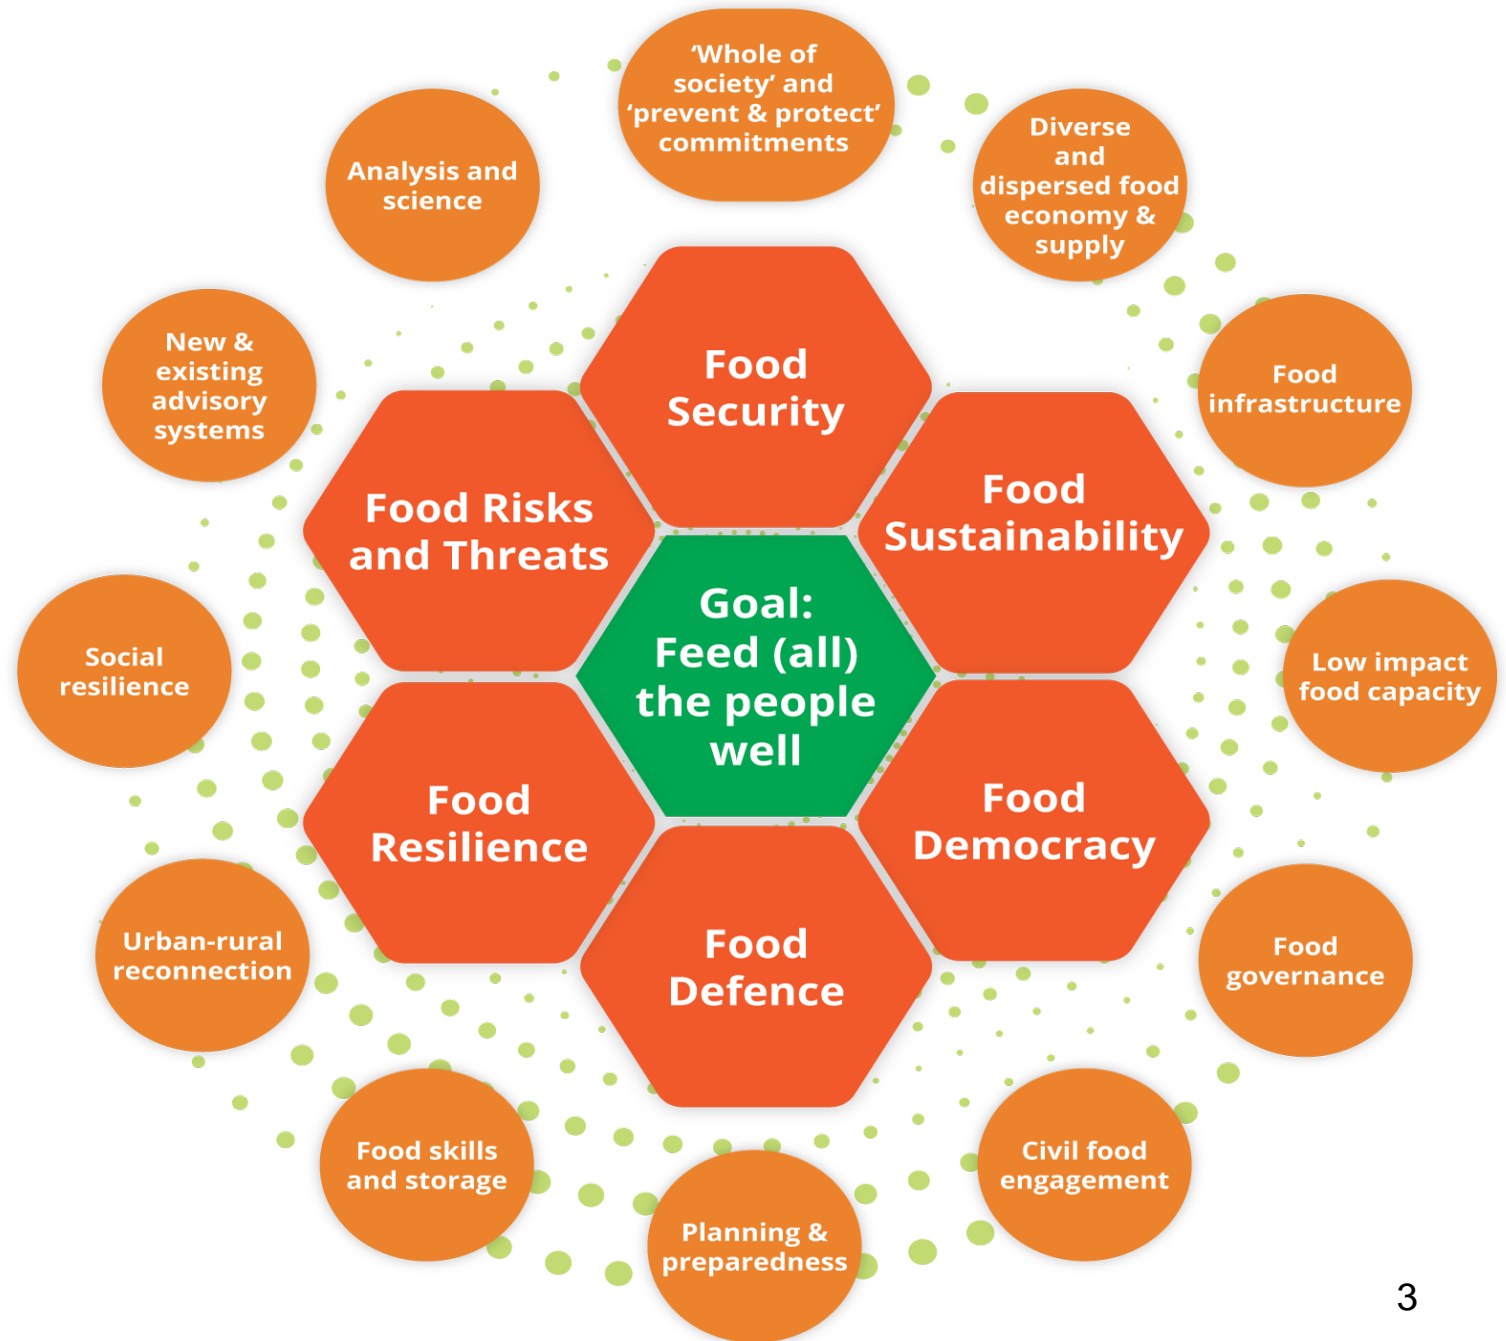 ‘Whole of
society’ and
‘prevent & protect’
commitments
Diverse
and
dispersed food
economy &
supply
Food
infrastructure
Low impact
food capacity
Food
governance
Civil food
engagement
Planning &
preparedness
Food skills
and storage
Urban-rural
reconnection
Social
resilience
New &
existing
advisory
systems
Analysis and
science
Food
Security
Food
Sustainability
Food
Democracy
Food
Defence
Food
Resilience
Food Risks
and Threats
Goal:
Feed (all)
the people
well
3